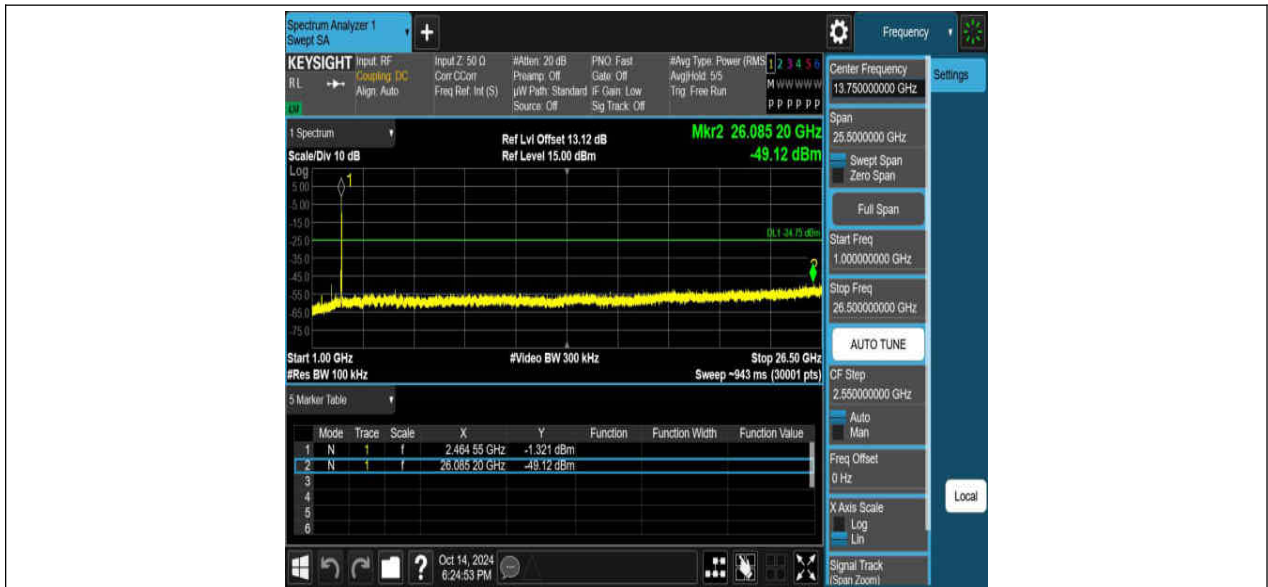 Spectrum Analyzer 1
Swept SA
+
Frequency
KEYSIGHT
RL
Input: RF
Coupling: DC
Align: Auto
Input Z: 50 Ω
Corr CCorr
Freq Ref: Int (S)
#Atten: 20 dB
Preamp: Off
µW Path: Standard
Source: Off
PNO: Fast
Gate: Off
IF Gain: Low
Sig Track: Off
#Avg Type: Power (RMS
Avg|Hold: 5/5
Trig: Free Run
1 2 3 4 5 6
M W W W W W
P P P P P P
1 Spectrum
Scale/Div 10 dB
Ref Lvl Offset 13.12 dB
Ref Level 15.00 dBm
Mkr2 26.085 20 GHz
-49.12 dBm
Log
5.00
-5.00
-15.0
-25.0
-35.0
-45.0
-55.0
-65.0
-75.0
1
2
DL1 -24.75 dBm
Start 1.00 GHz
#Res BW 100 kHz
#Video BW 300 kHz
Stop 26.50 GHz
Sweep ~943 ms (30001 pts)
5 Marker Table
Mode Trace Scale X Y Function Function Width Function Value
1 N 1 f 2.464 55 GHz -1.321 dBm
2 N 1 f 26.085 20 GHz -49.12 dBm
3
4
5
6
?
Oct 14, 2024
6:24:53 PM
Center Frequency
13.750000000 GHz
Span
25.5000000 GHz
Swept Span
Zero Span
Full Span
Start Freq
1.000000000 GHz
Stop Freq
26.500000000 GHz
AUTO TUNE
CF Step
2.550000000 GHz
Auto
Man
Freq Offset
0 Hz
X Axis Scale
Log
Lin
Signal Track
(Span Zoom)
Settings
Local